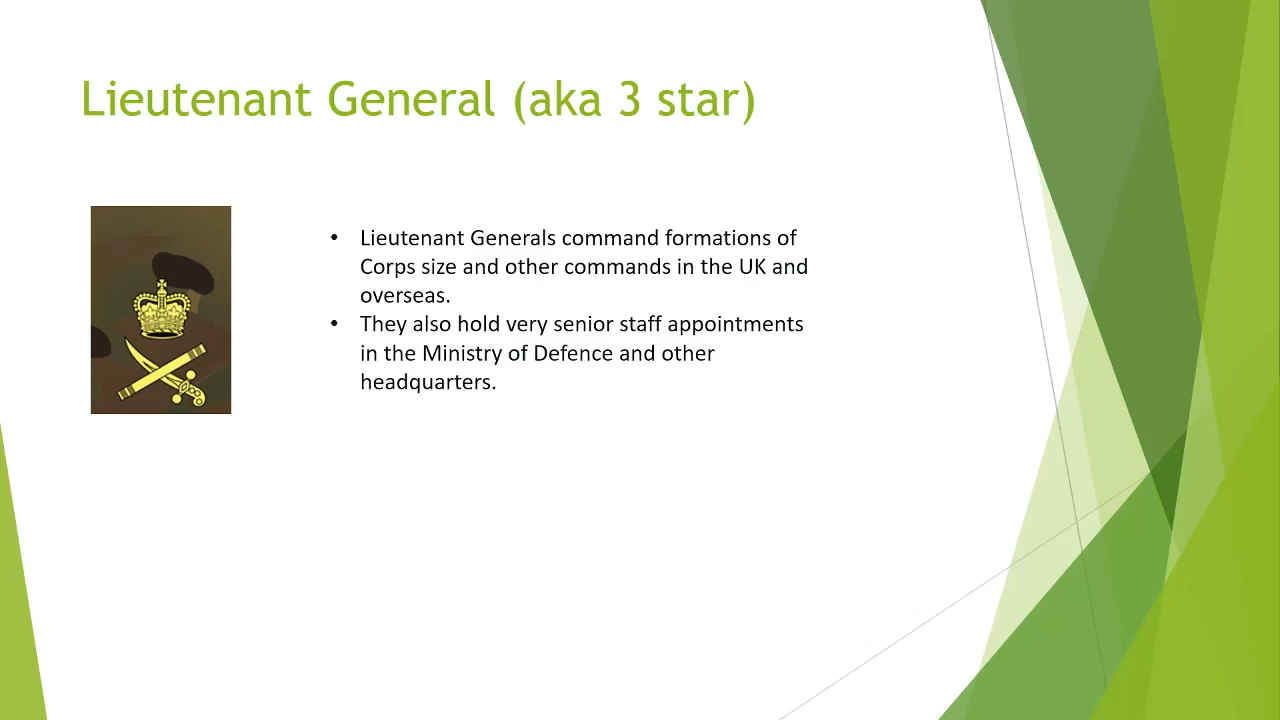 Lieutenant General (aka 3 star)
• Lieutenant Generals command formations of
Corps size and other commands in the UK and
overseas.
• They also hold very senior staff appointments
in the Ministry of Defence and other
headquarters.